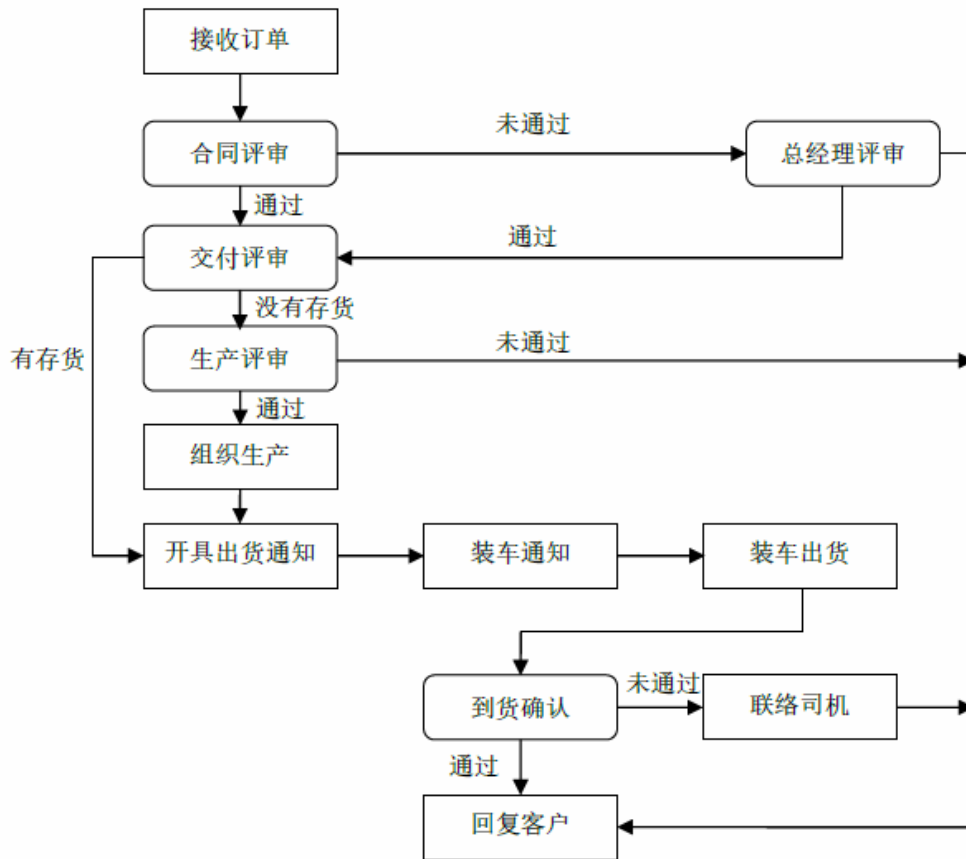 接收订单
未通过
合同评审
总经理评审
通过
通过
交付评审
没有存货
有存货
未通过
生产评审
通过
组织生产
开具出货通知
装车通知
装车出货
未通过
到货确认
联络司机
通过
回复客户